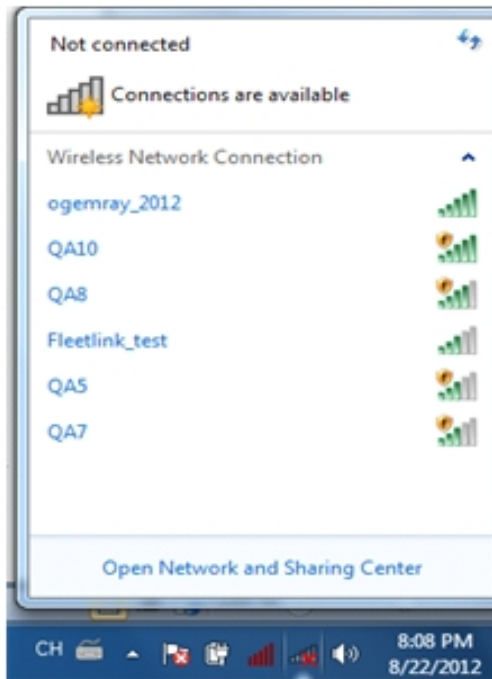 Not connected
Connections are available
Wireless Network Connection
ogemray_2012
QA10
QA8
Fleetlink_test
QA5
QA7
Open Network and Sharing Center
CH
8:08 PM
8/22/2012